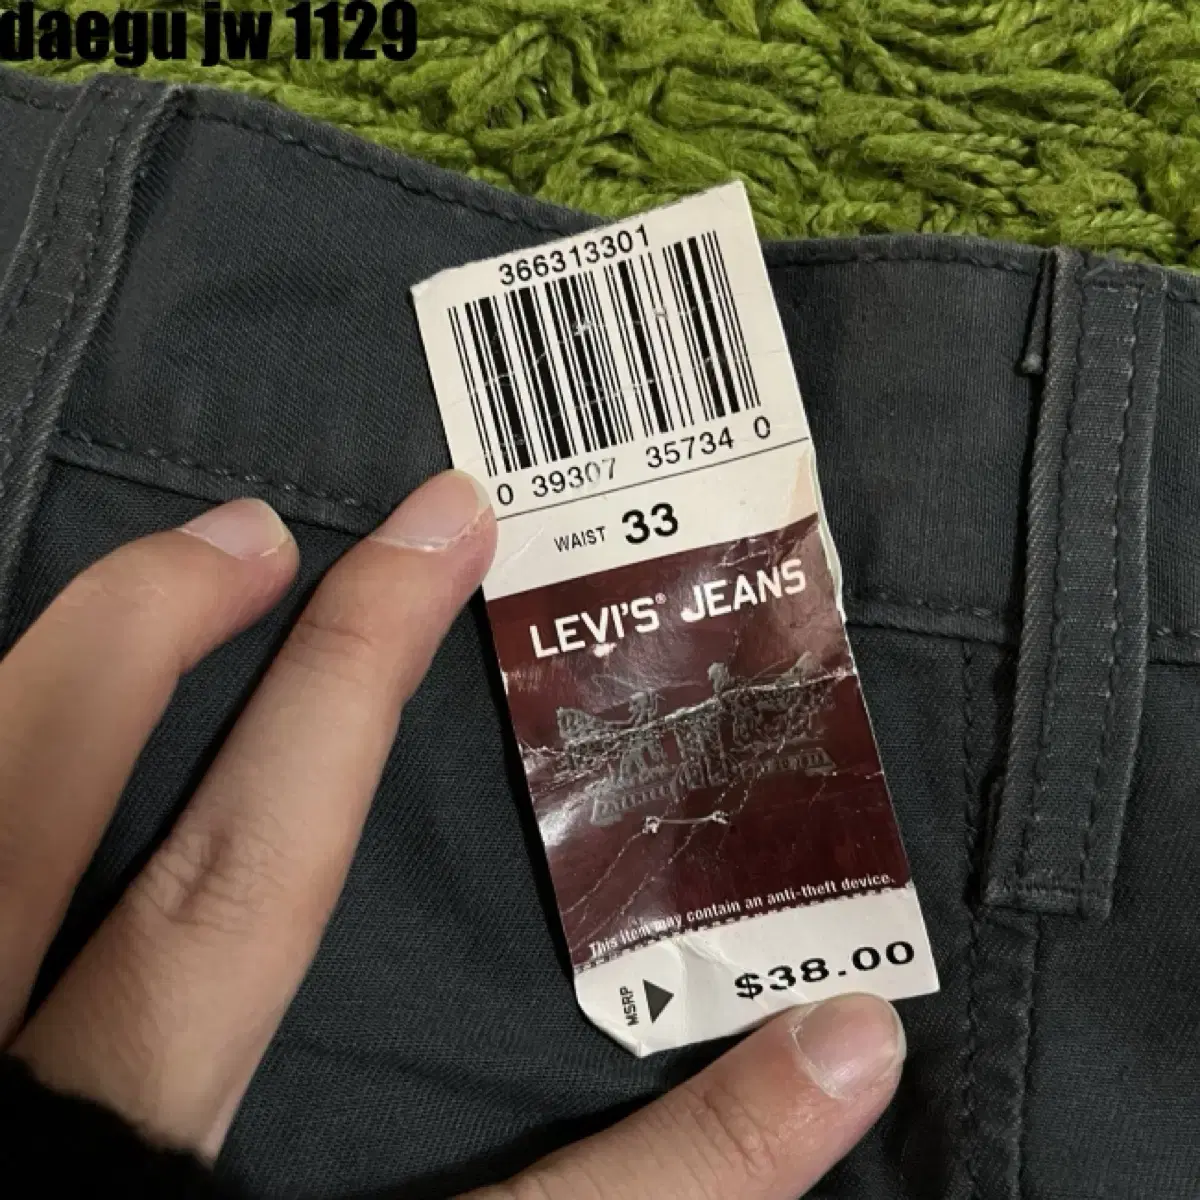 daegu jw 1129
366313301
0 39307 35734 0
WAIST 33
LEVI'S® JEANS
This item may contain an anti-theft device.
MSRP $38.00